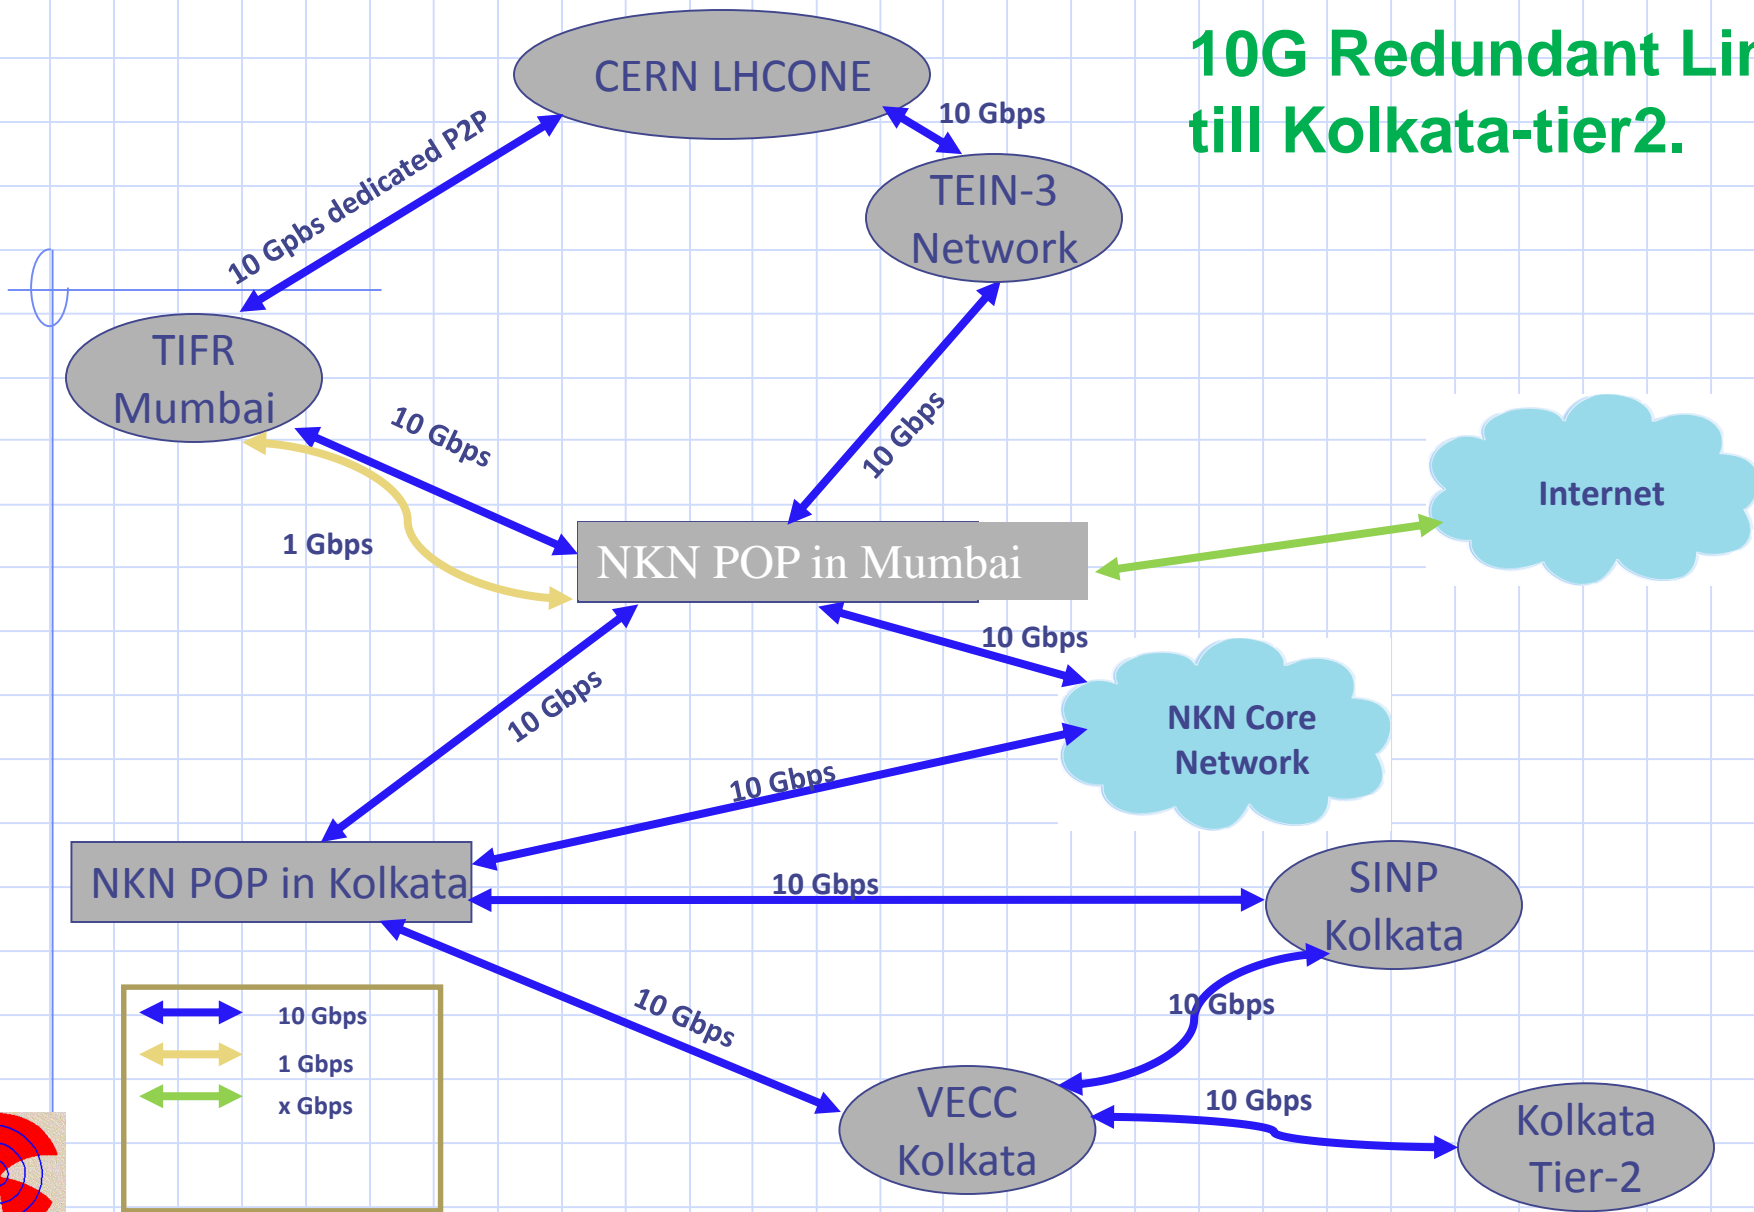 10G Redundant
till Kolkata-tier2.
CERN LHCONE
10 Gbps
10 Gpbs dedicated P2P
TEIN-3
Network
TIFR
Mumbai
10 Gbps
10 Gbps
1 Gbps
Internet
NKN POP in Mumbai
10 Gbps
10 Gbps
NKN Core
Network
10 Gbps
NKN POP in Kolkata
10 Gbps
SINP
Kolkata
10 Gbps
10 Gbps
10 Gbps
1 Gbps
x Gbps
VECC
Kolkata
10 Gbps
Kolkata
Tier-2